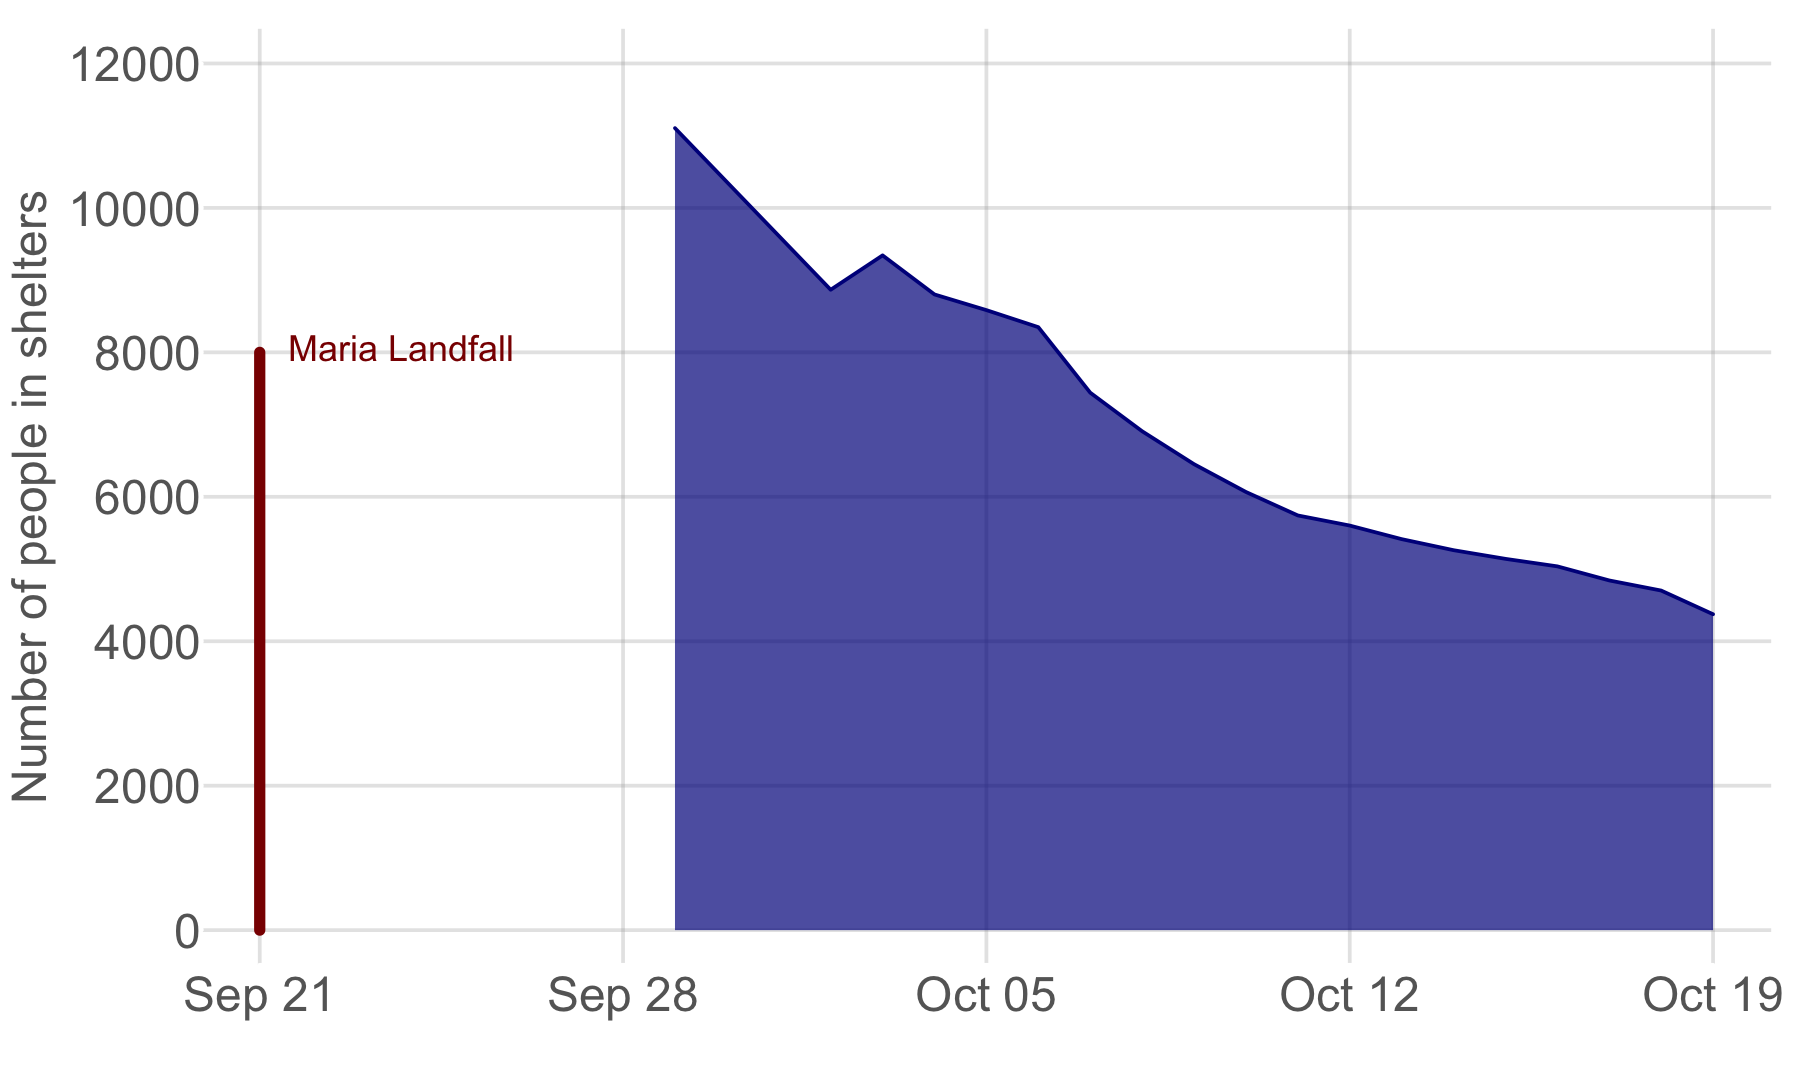 Number of people in shelters
12000
10000
8000
6000
4000
2000
0
Maria Landfall
Sep 21
Sep 28
Oct 05
Oct 12
Oct 19